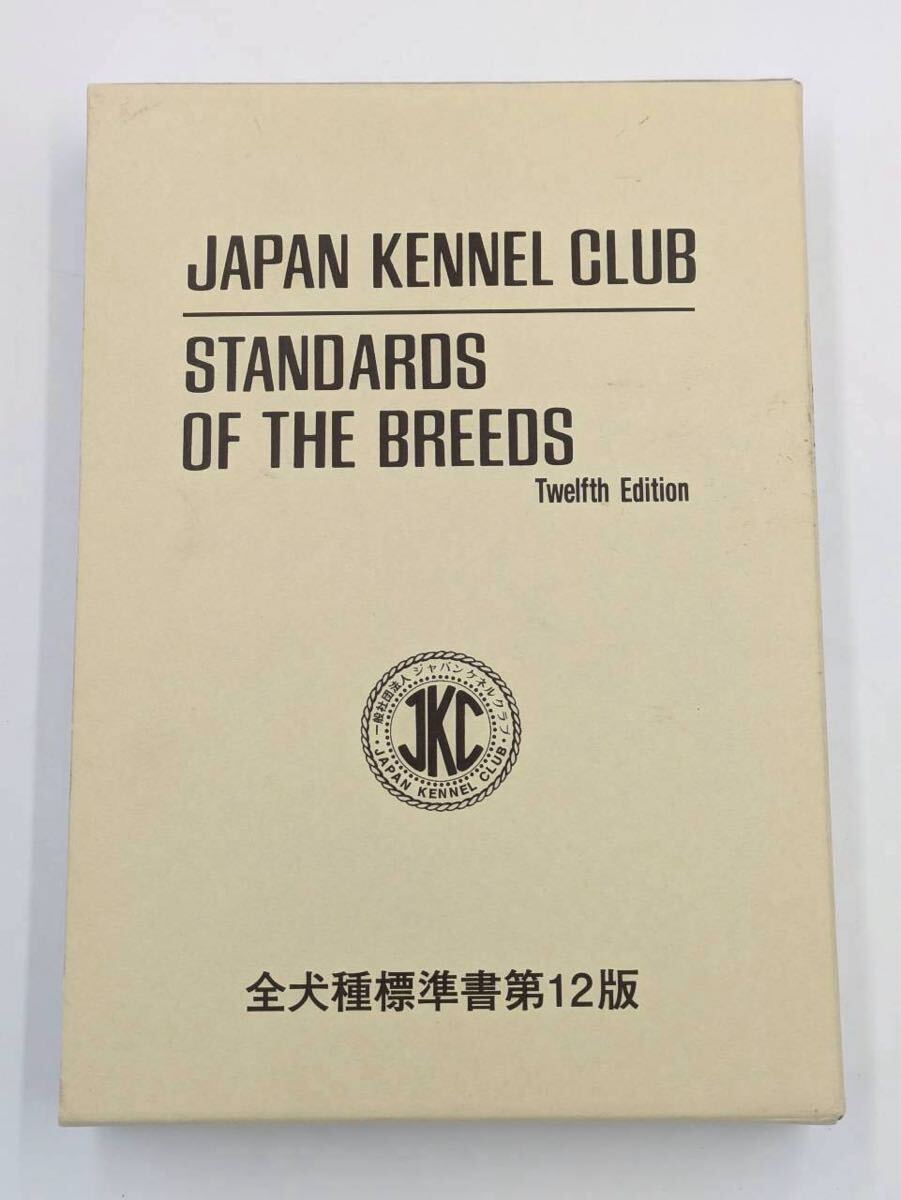 JAPAN KENNEL CLUB
STANDARDS
OF THE BREEDS
Twelfth Edition
・一般社団法人ジャパンケネルクラブ・
JKC
JAPAN KENNEL CLUB
全犬種標準書第12版